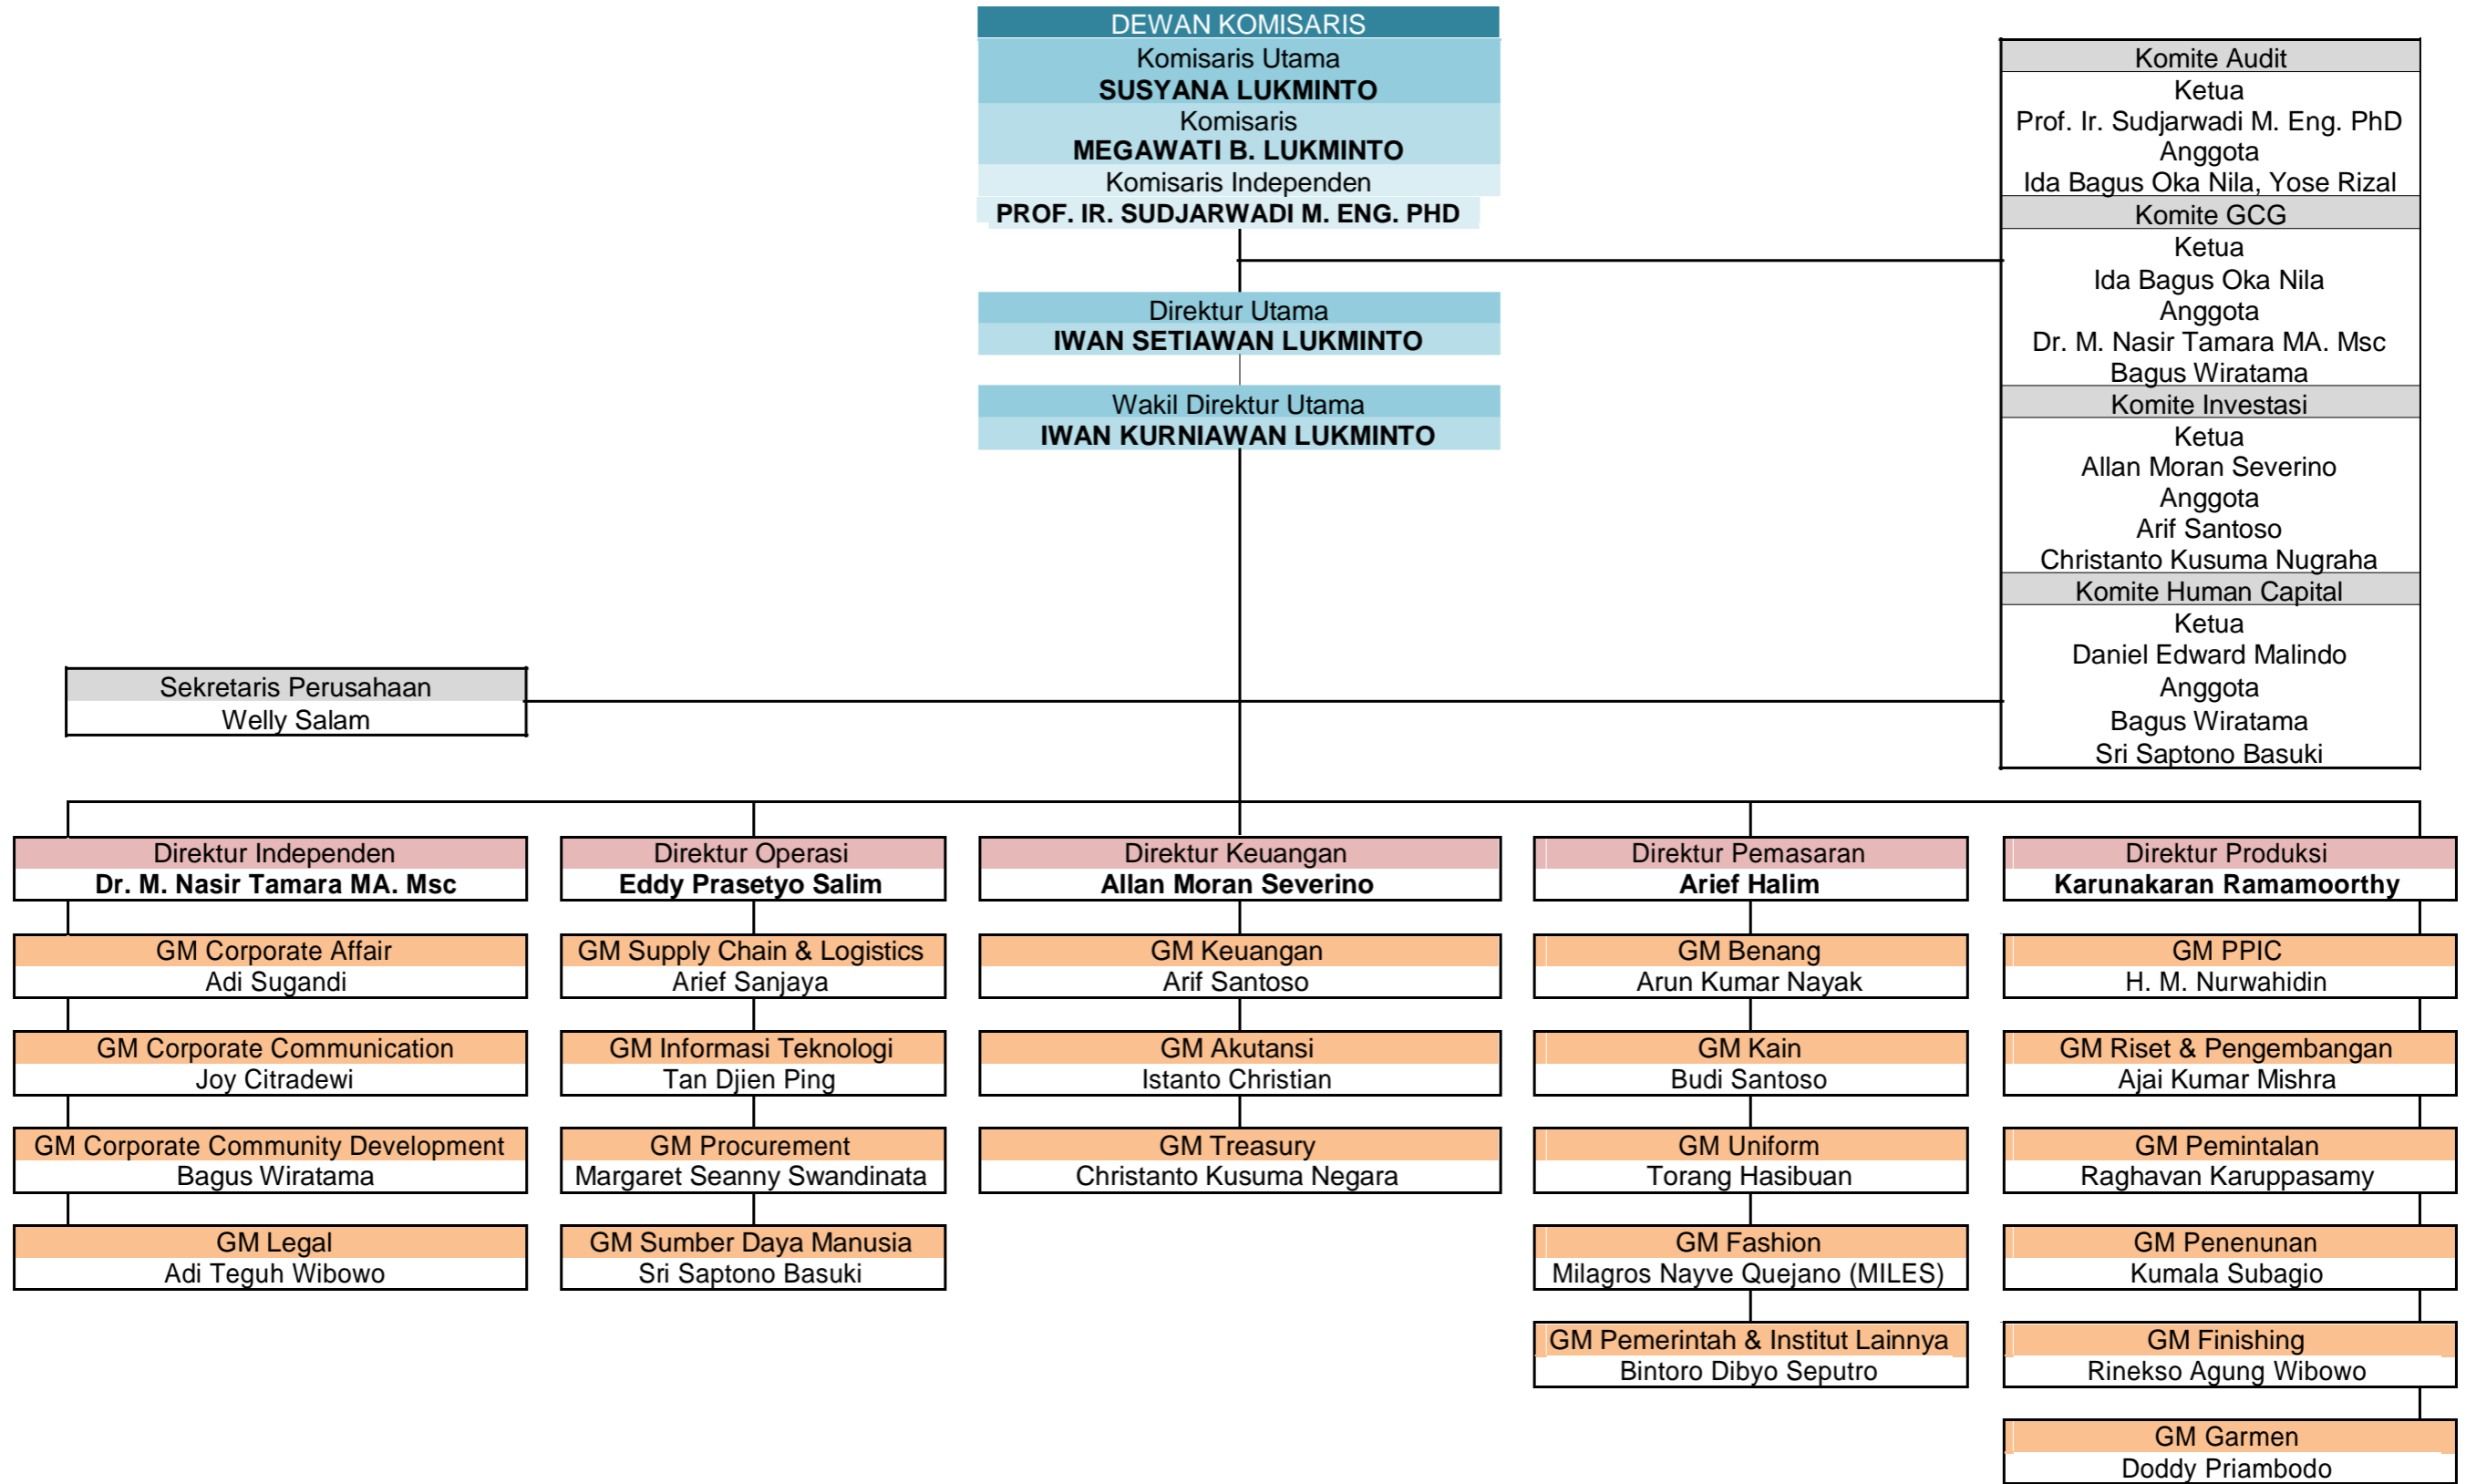 DEWAN KOMISARIS
Komisaris Utama
SUSYANA LUKMINTO
Komisaris
MEGAWATI B. LUKMINTO
Komisaris Independen
PROF. IR. SUDJARWADI M. ENG. PHD
Komite Audit
Ketua
Prof. Ir. Sudjarwadi M. Eng. PhD
Anggota
Ida Bagus Oka Nila, Yose Rizal
Komite GCG
Ketua
Ida Bagus Oka Nila
Anggota
Dr. M. Nasir Tamara MA. Msc
Bagus Wiratama
Komite Investasi
Ketua
Allan Moran Severino
Anggota
Arif Santoso
Christanto Kusuma Nugraha
Komite Human Capital
Ketua
Daniel Edward Malindo
Anggota
Bagus Wiratama
Sri Saptono Basuki
Direktur Utama
IWAN SETIAWAN LUKMINTO
Wakil Direktur Utama
IWAN KURNIAWAN LUKMINTO
Sekretaris Perusahaan
Welly Salam
Direktur Independen
Dr. M. Nasir Tamara MA. Msc
GM Corporate Affair
Adi Sugandi
GM Corporate Communication
Joy Citradewi
GM Corporate Community Development
Bagus Wiratama
GM Legal
Adi Teguh Wibowo
Direktur Operasi
Eddy Prasetyo Salim
GM Supply Chain & Logistics
Arief Sanjaya
GM Informasi Teknologi
Tan Djien Ping
GM Procurement
Margaret Seanny Swandinata
GM Sumber Daya Manusia
Sri Saptono Basuki
Direktur Keuangan
Allan Moran Severino
GM Keuangan
Arif Santoso
GM Akutansi
Istanto Christian
GM Treasury
Christanto Kusuma Negara
Direktur Pemasaran
Arief Halim
GM Benang
Arun Kumar Nayak
GM Kain
Budi Santoso
GM Uniform
Torang Hasibuan
GM Fashion
Milagros Nayve Quejano (MILES)
GM Pemerintah & Institut Lainnya
Bintoro Dibyo Seputro
Direktur Produksi
Karunakaran Ramamoorthy
GM PPIC
H. M. Nurwahidin
GM Riset & Pengembangan
Ajai Kumar Mishra
GM Pemintalan
Raghavan Karuppasamy
GM Penenunan
Kumala Subagio
GM Finishing
Rinekso Agung Wibowo
GM Garmen
Doddy Priambodo